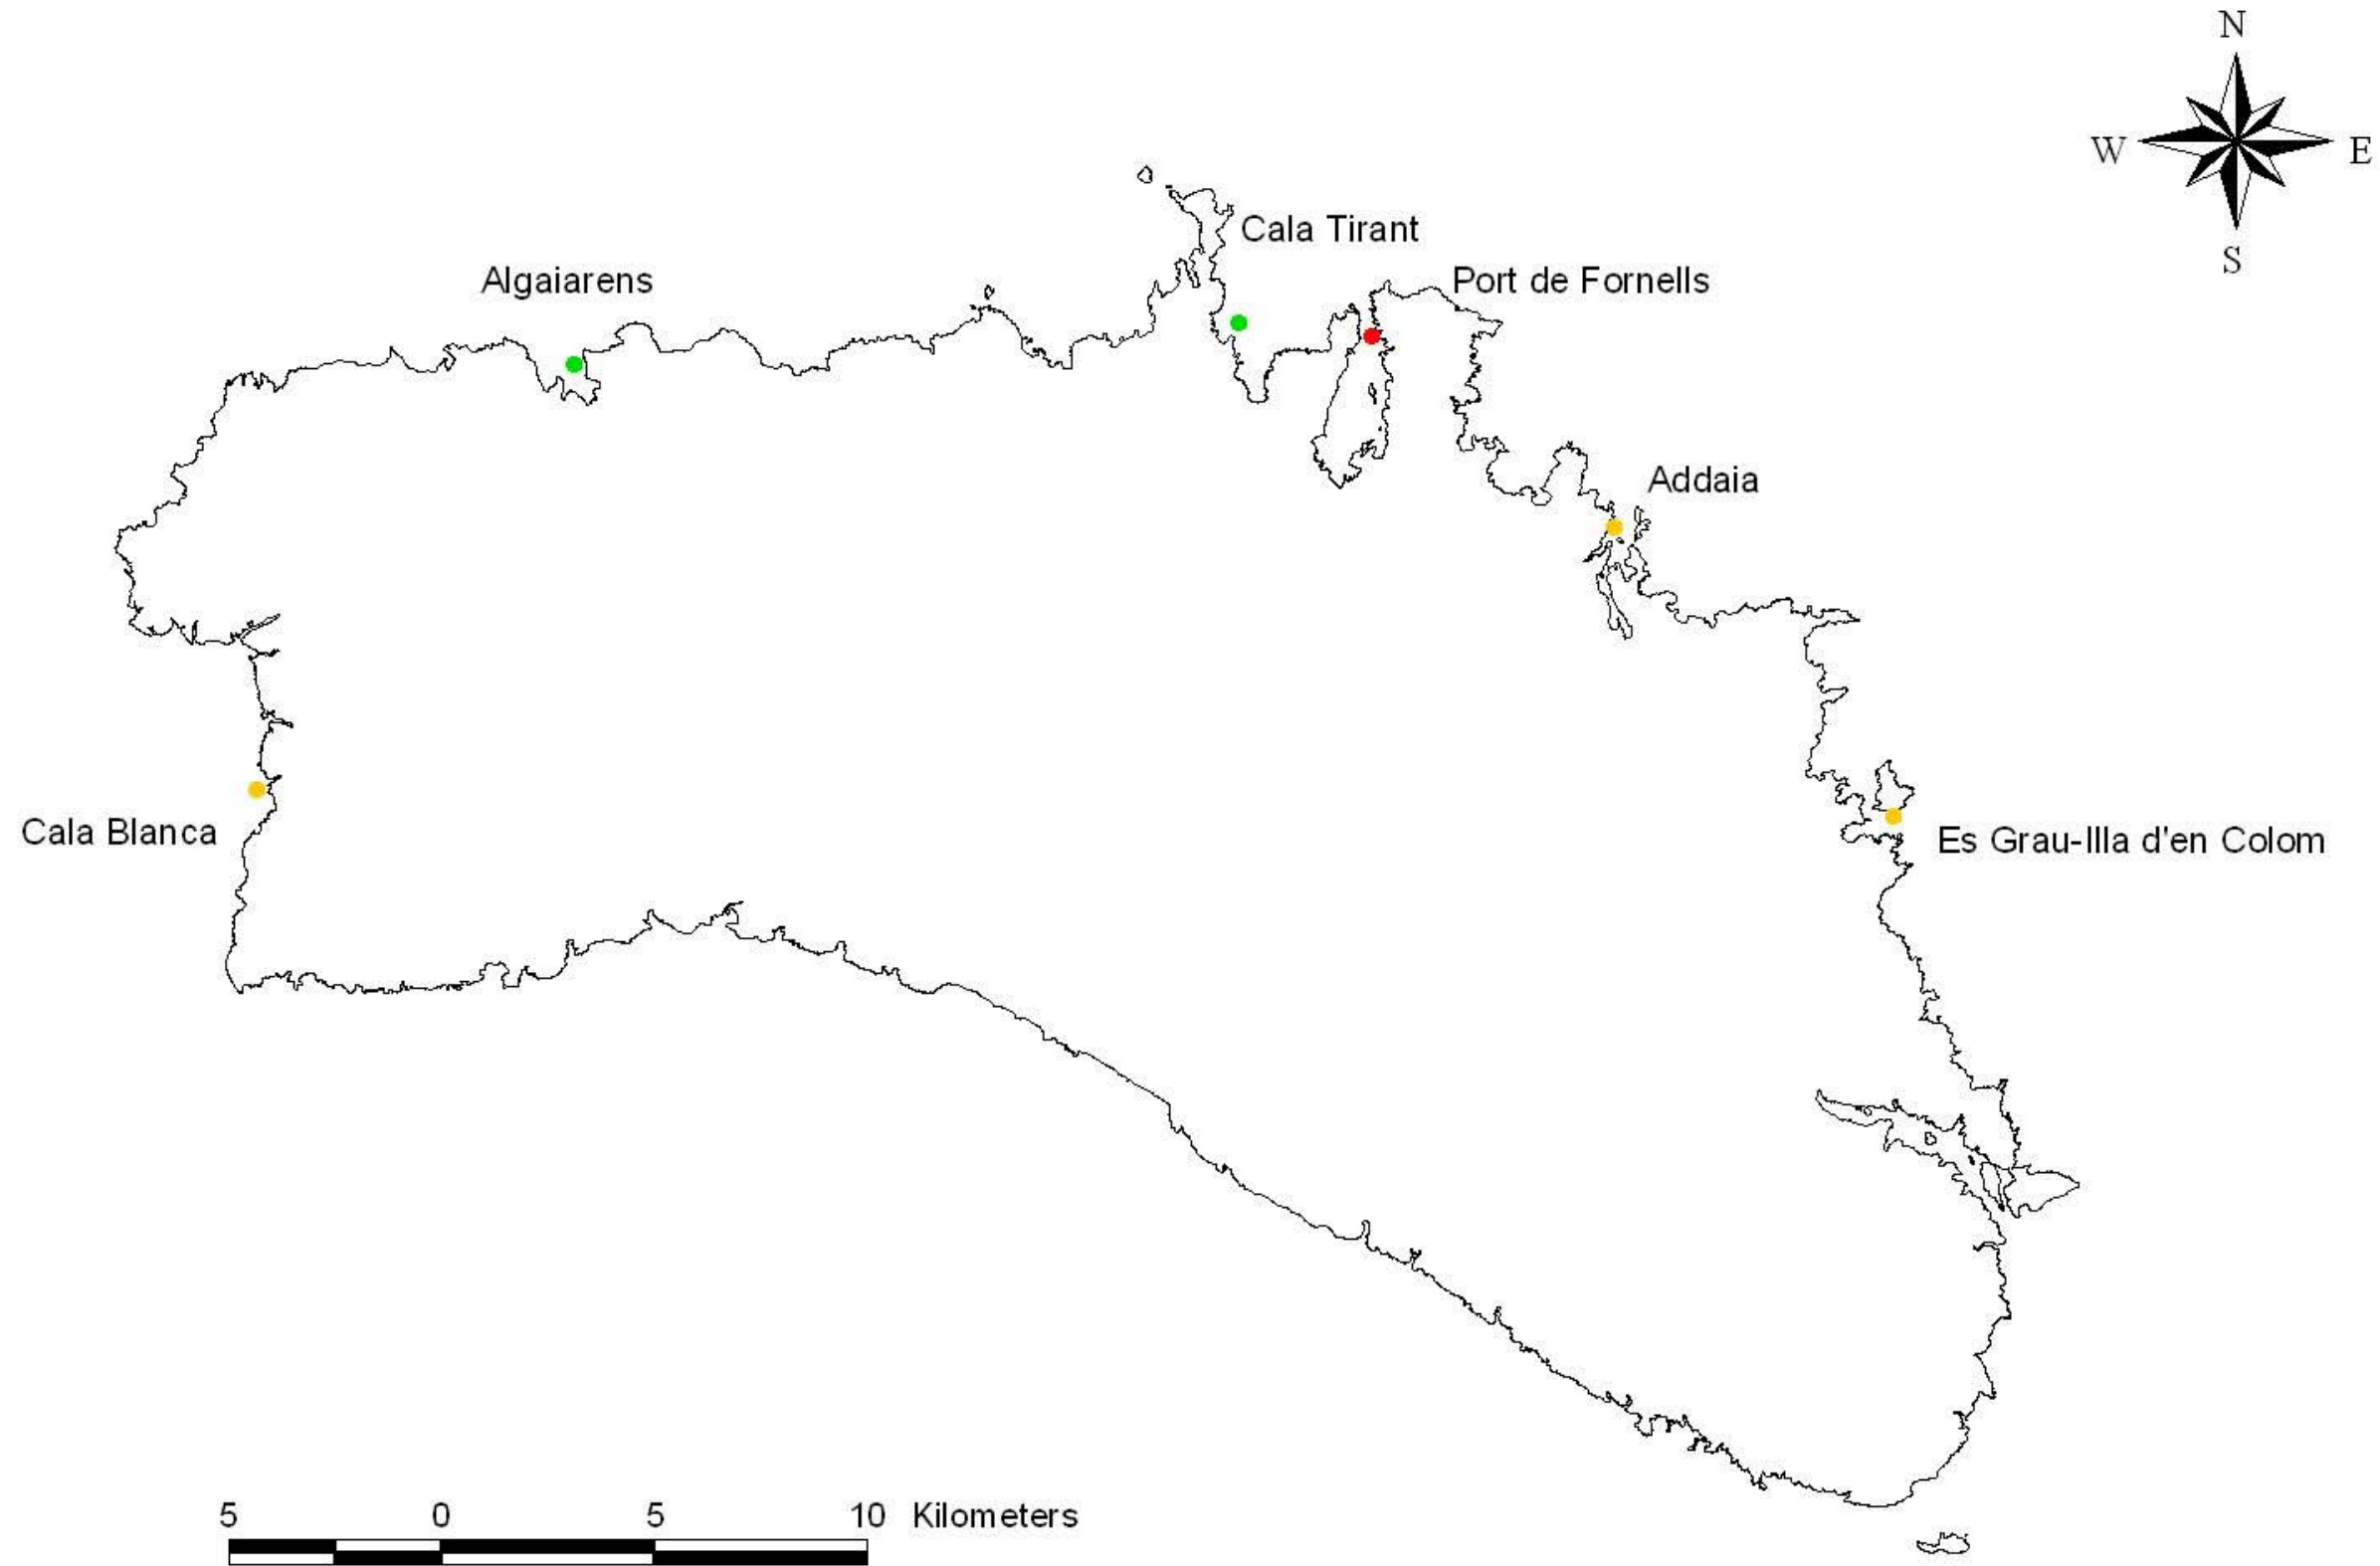 N
W E
S
Cala Tirant
Algaiarens
Port de Fornells
Addaia
Cala Blanca
Es Grau-Illa d'en Colom
5 0 5 10 Kilometers